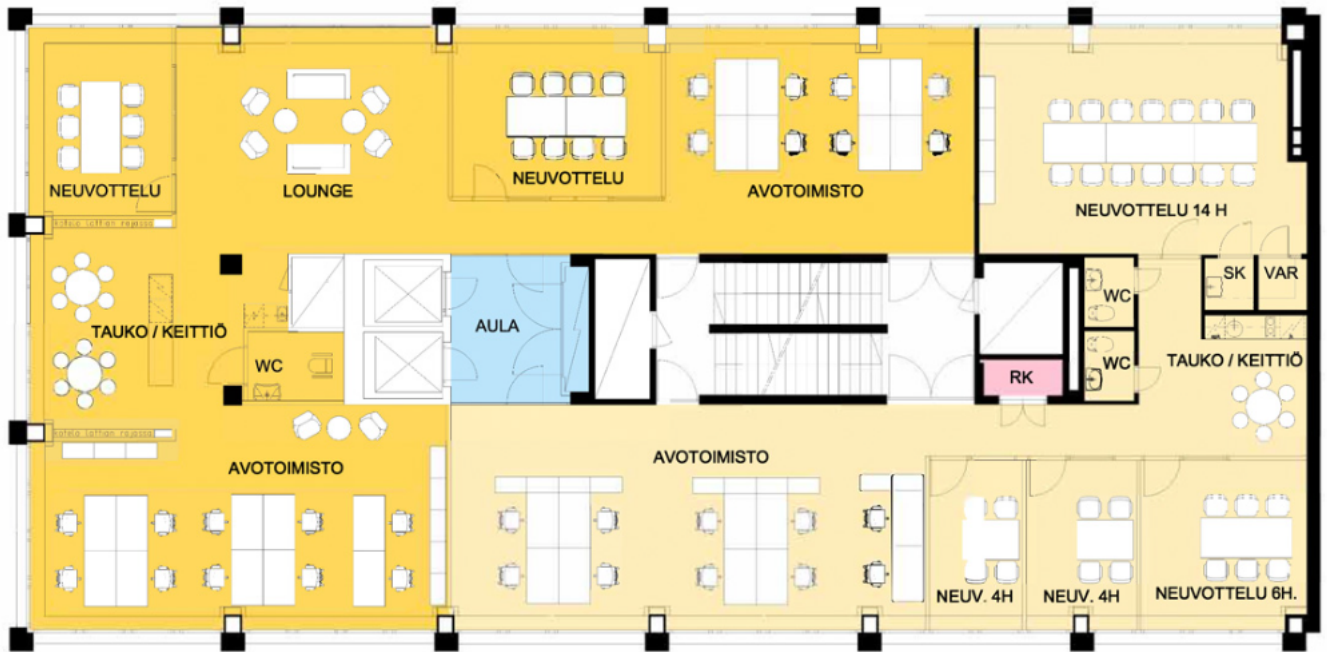 NEUVOTTELU
LOUNGE
NEUVOTTELU
AVOTOIMISTO
NEUVOTTELU 14 H
TAUKO / KEITTIÖ
WC
AULA
RK
WC
WC
SK
VAR
TAUKO / KEITTIÖ
AVOTOIMISTO
AVOTOIMISTO
NEUV. 4H
NEUV. 4H
NEUVOTTELU 6H.